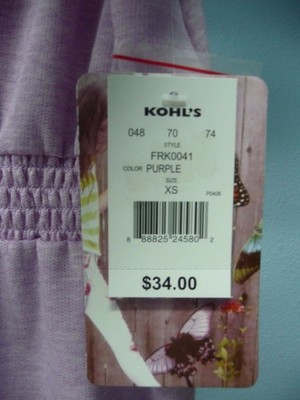 KOHL'S
048 70 74
STYLE
FRK0041
COLOR PURPLE
SIZE
XS
8 88825 24580 2
$34.00